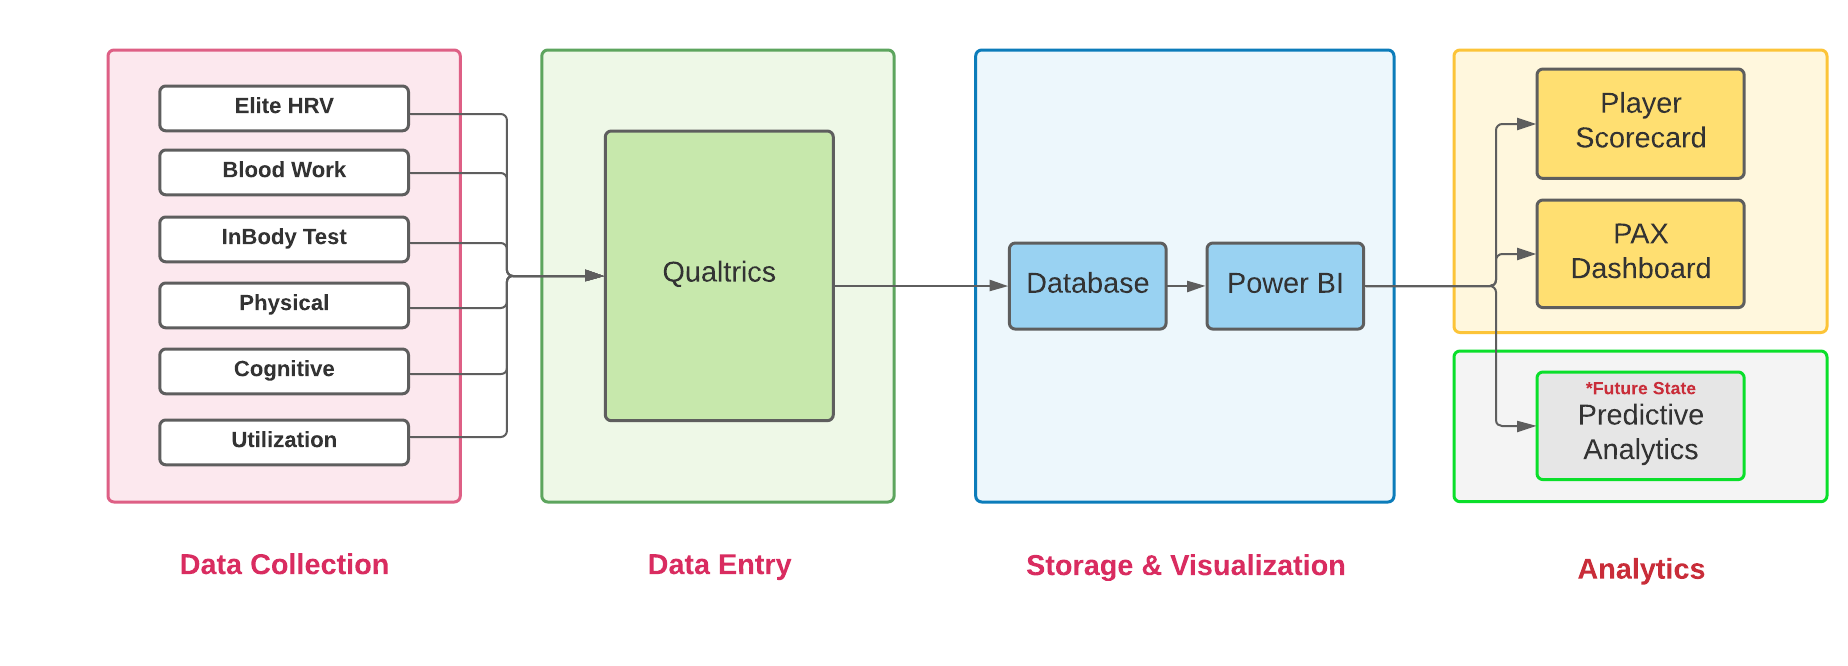 Elite HRV
Blood Work
InBody Test
Physical
Cognitive
Utilization
Data Collection
Qualtrics
Data Entry
Database
Power BI
Storage & Visualization
Player
Scorecard
PAX
Dashboard
*Future State
Predictive
Analytics
Analytics